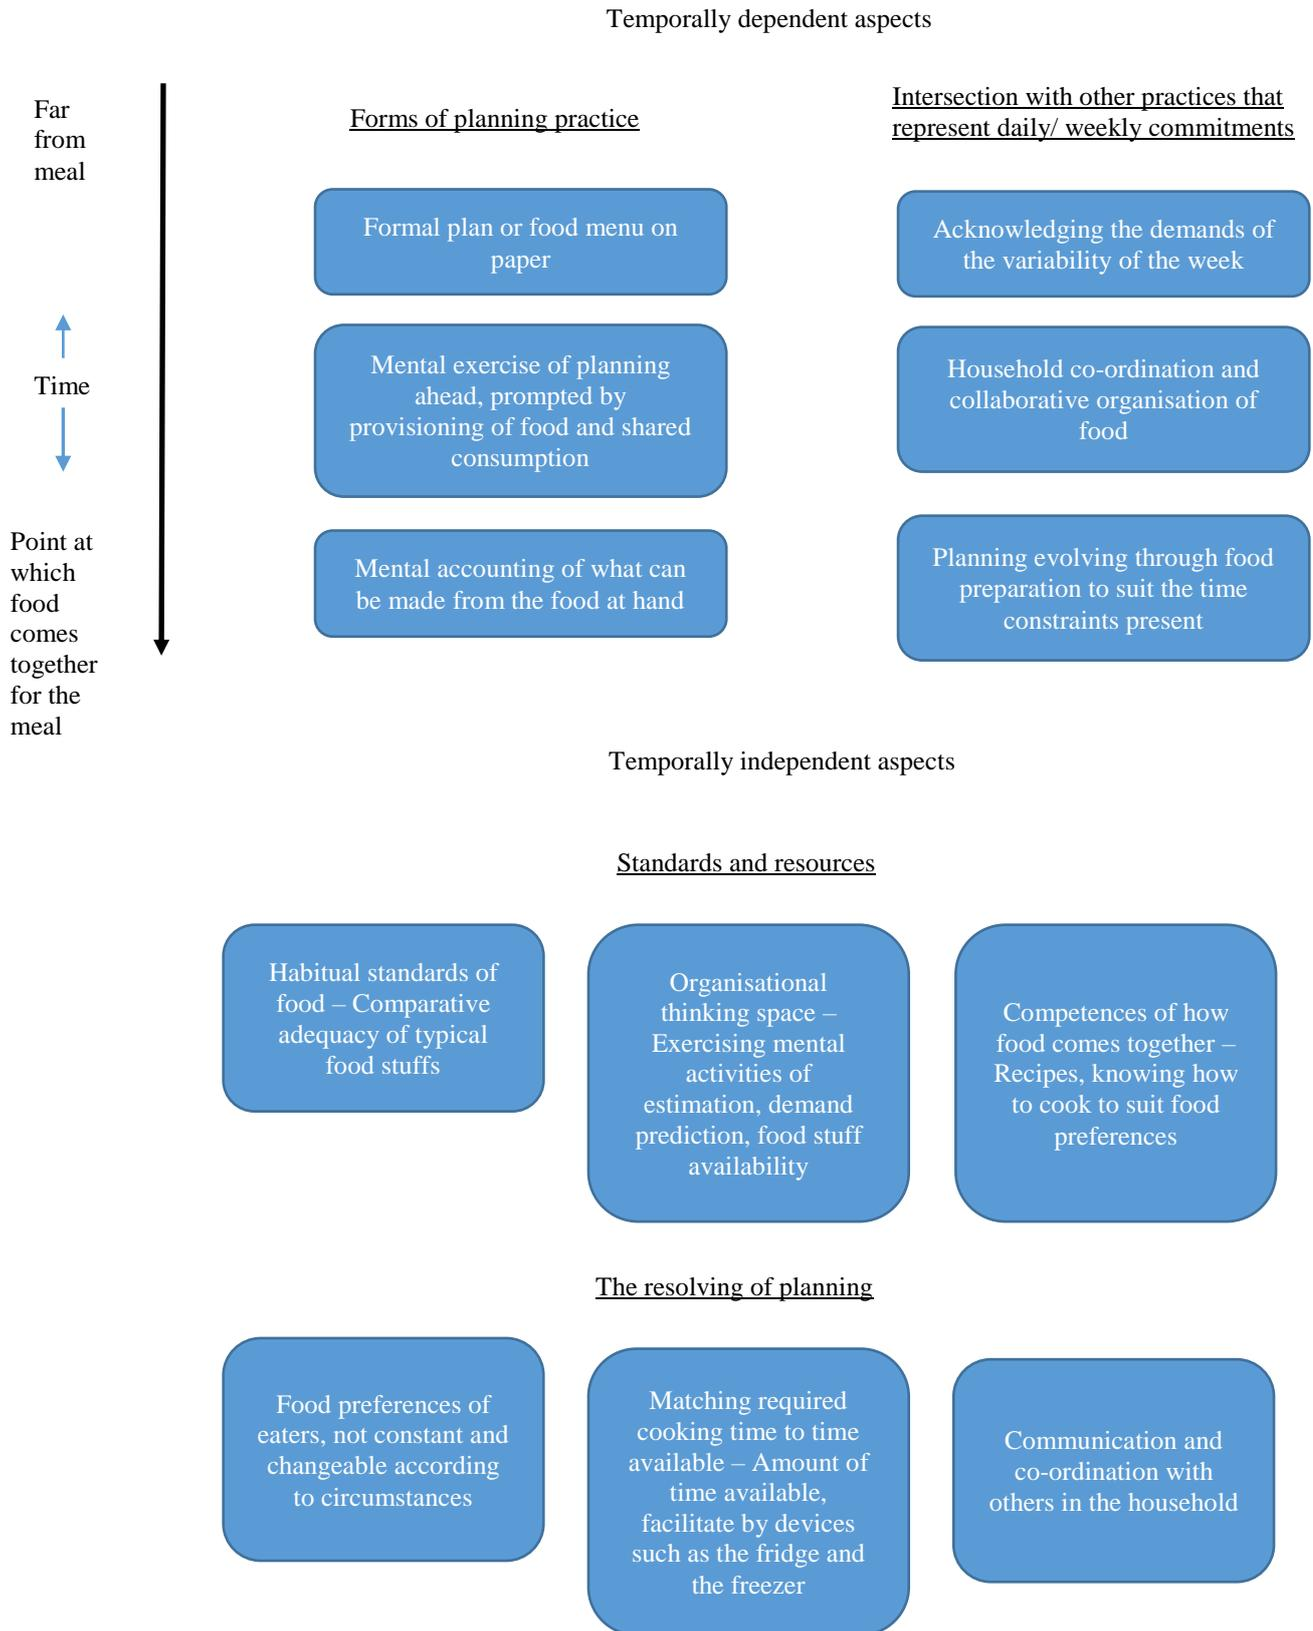 Temporally dependent aspects
Far
from
meal
Time
Point at
which
food
comes
together
for the
meal
Forms of planning practice
Formal plan or food menu on
paper
Mental exercise of planning
ahead, prompted by
provisioning of food and shared
consumption
Mental accounting of what can
be made from the food at hand
Intersection with other practices that
represent daily/ weekly commitments
Acknowledging the demands of
the variability of the week
Household co-ordination and
collaborative organisation of
food
Planning evolving through food
preparation to suit the time
constraints present
Temporally independent aspects
Standards and resources
Habitual standards of
food – Comparative
adequacy of typical
food stuffs
Organisational
thinking space –
Exercising mental
activities of
estimation, demand
prediction, food stuff
availability
Competences of how
food comes together –
Recipes, knowing how
to cook to suit food
preferences
The resolving of planning
Food preferences of
eaters, not constant and
changeable according
to circumstances
Matching required
cooking time to time
available – Amount of
time available,
facilitate by devices
such as the fridge and
the freezer
Communication and
co-ordination with
others in the household